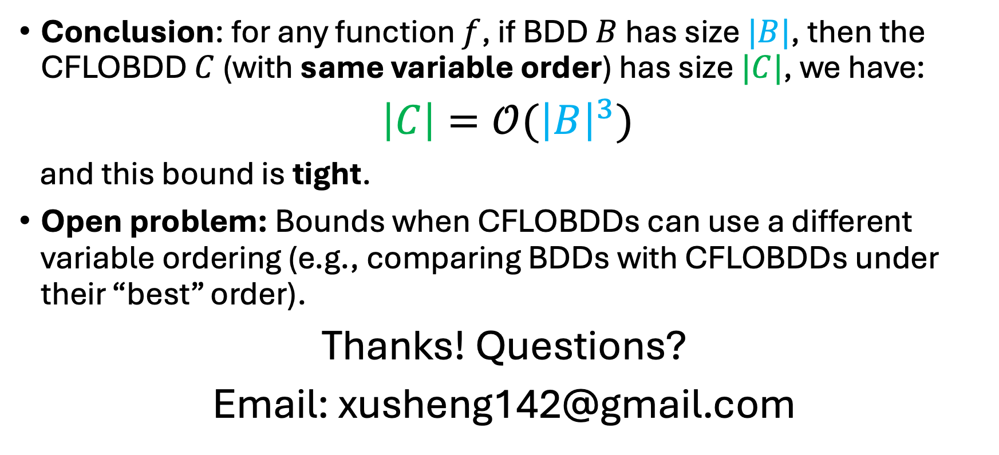 • Conclusion: for any function 𝑓, if BDD 𝐵 has size |𝐵|, then the
CFLOBDD 𝐶 (with same variable order) has size |𝐶|, we have:
|𝐶| = 𝒪(|𝐵|³)
and this bound is tight.
• Open problem: Bounds when CFLOBDDs can use a different
variable ordering (e.g., comparing BDDs with CFLOBDDs under
their “best” order).
Thanks! Questions?
Email: xusheng142@gmail.com